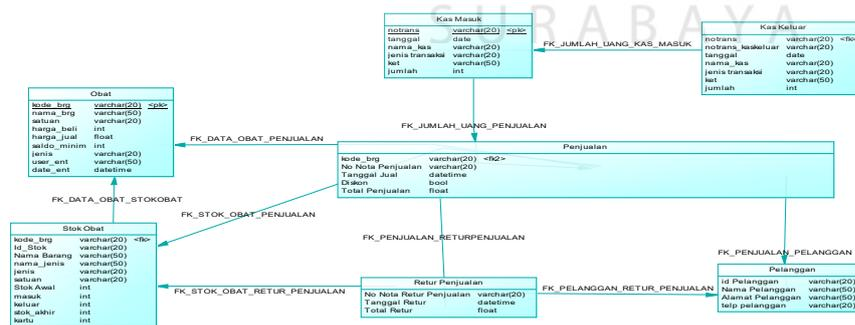 SURABAYA
Kas Masuk
notrans varchar(20) <pk>
tanggal date
nama_kas varchar(20)
jenis transaksi varchar(20)
ket varchar(50)
jumlah int
Kas Keluar
notrans varchar(20) <fk>
notrans_kaskeluar varchar(20)
tanggal date
nama_kas varchar(20)
jenis transaksi varchar(20)
ket varchar(50)
jumlah int
FK_JUMLAH_UANG_KAS_MASUK
Obat
kode_brg varchar(20) <pk>
nama_brg varchar(50)
satuan varchar(20)
harga_beli int
harga_jual float
saldo_minim int
jenis varchar(20)
user_ent varchar(50)
date_ent datetime
FK_JUMLAH_UANG_PENJUALAN
FK_DATA_OBAT_PENJUALAN
Penjualan
kode_brg varchar(20) <fk2>
No Nota Penjualan varchar(20)
Tanggal Jual datetime
Diskon bool
Total Penjualan float
FK_DATA_OBAT_STOKOBAT
FK_STOK_OBAT_PENJUALAN
Stok Obat
kode_brg varchar(20) <fk>
Id_Stok varchar(20)
Nama Barang varchar(50)
nama_jenis varchar(50)
jenis varchar(20)
satuan varchar(20)
Stok Awal int
masuk int
keluar int
stok_akhir int
kartu int
FK_PENJUALAN_RETURPENJUALAN
FK_PENJUALAN_PELANGGAN
FK_STOK_OBAT_RETUR_PENJUALAN
Retur Penjualan
No Nota Retur Penjualan varchar(20)
Tanggal Retur datetime
Total Retur float
FK_PELANGGAN_RETUR_PENJUALAN
Pelanggan
id Pelanggan varchar(20)
Nama Pelanggan varchar(50)
Alamat Pelanggan varchar(50)
telp pelanggan varchar(20)